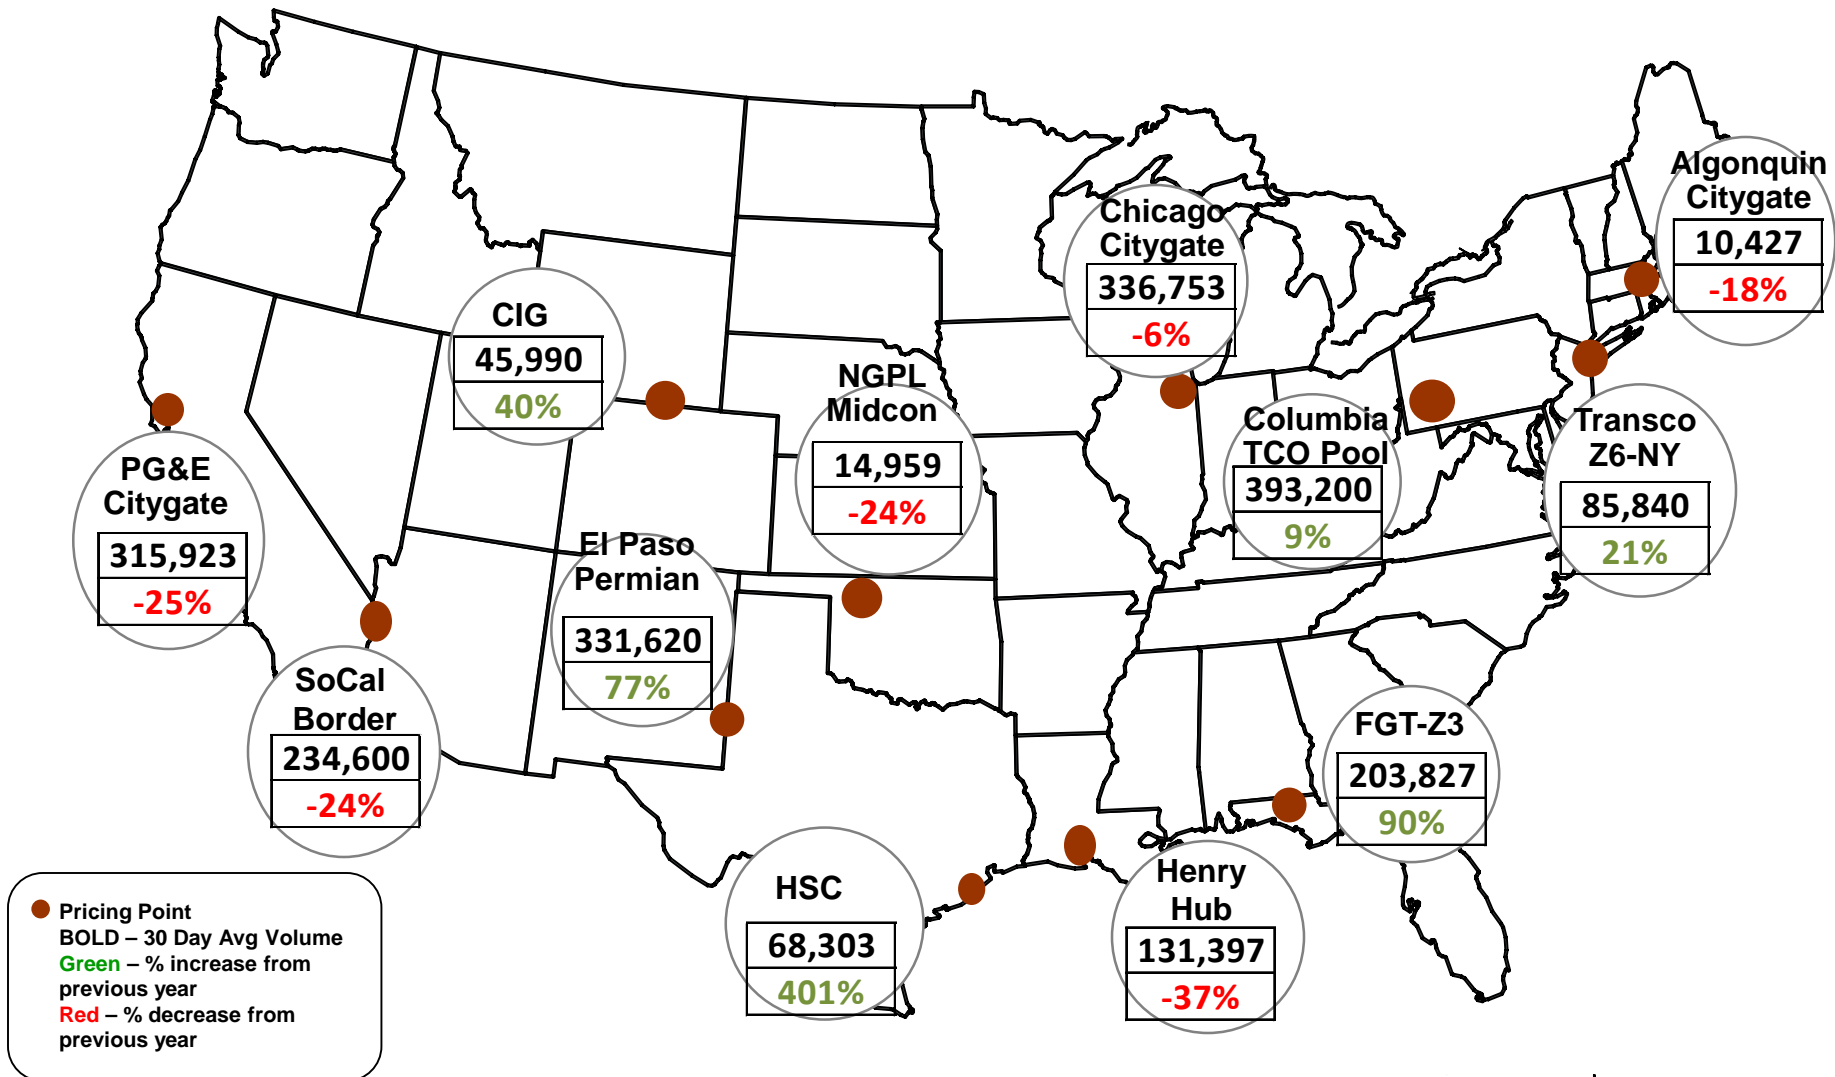 Algonquin
Citygate
10,427
-18%
Chicago
Citygate
336,753
-6%
CIG
45,990
40%
NGPL
Midcon
14,959
-24%
Columbia
TCO Pool
393,200
9%
Transco
Z6-NY
85,840
21%
PG&E
Citygate
315,923
-25%
El Paso
Permian
331,620
77%
SoCal
Border
234,600
-24%
FGT-Z3
203,827
90%
HSC
68,303
401%
Henry
Hub
131,397
-37%
Pricing Point
BOLD – 30 Day Avg Volume
Green – % increase from
previous year
Red – % decrease from
previous year